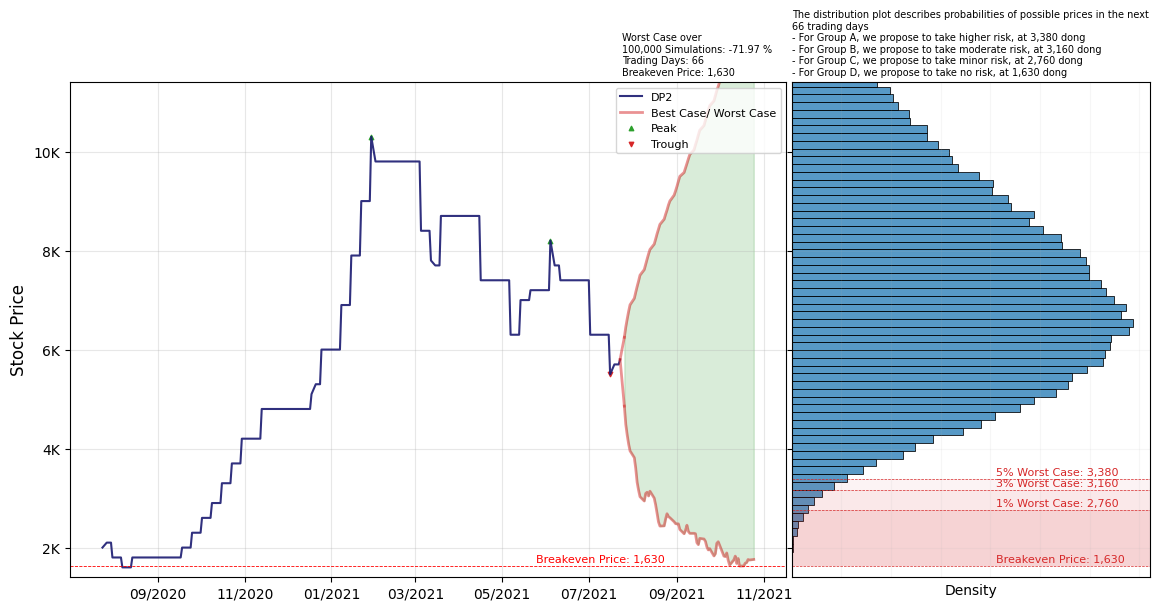 Worst Case over
100,000 Simulations: -71.97 %
Trading Days: 66
Breakeven Price: 1,630
The distribution plot describes probabilities of possible prices in the next
66 trading days
- For Group A, we propose to take higher risk, at 3,380 dong
- For Group B, we propose to take moderate risk, at 3,160 dong
- For Group C, we propose to take minor risk, at 2,760 dong
- For Group D, we propose to take no risk, at 1,630 dong
DP2
Best Case/ Worst Case
Peak
Trough
Stock Price
10K
8K
6K
4K
2K
Breakeven Price: 1,630
09/2020
11/2020
01/2021
03/2021
05/2021
07/2021
09/2021
11/2021
5% Worst Case: 3,380
3% Worst Case: 3,160
1% Worst Case: 2,760
Breakeven Price: 1,630
Density